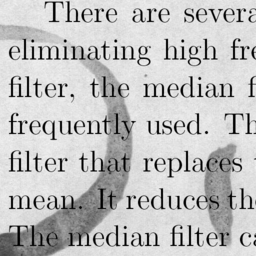 There are severa
eliminating high fre
filter, the median f
frequently used. Th
filter that replaces
mean. It reduces the
The median filter ca